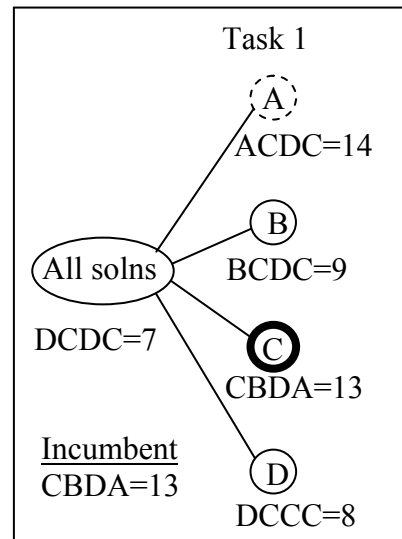 Task 1
A
ACDC=14
B
BCDC=9
All solns
DCDC=7
C
CBDA=13
Incumbent
CBDA=13
D
DCCC=8